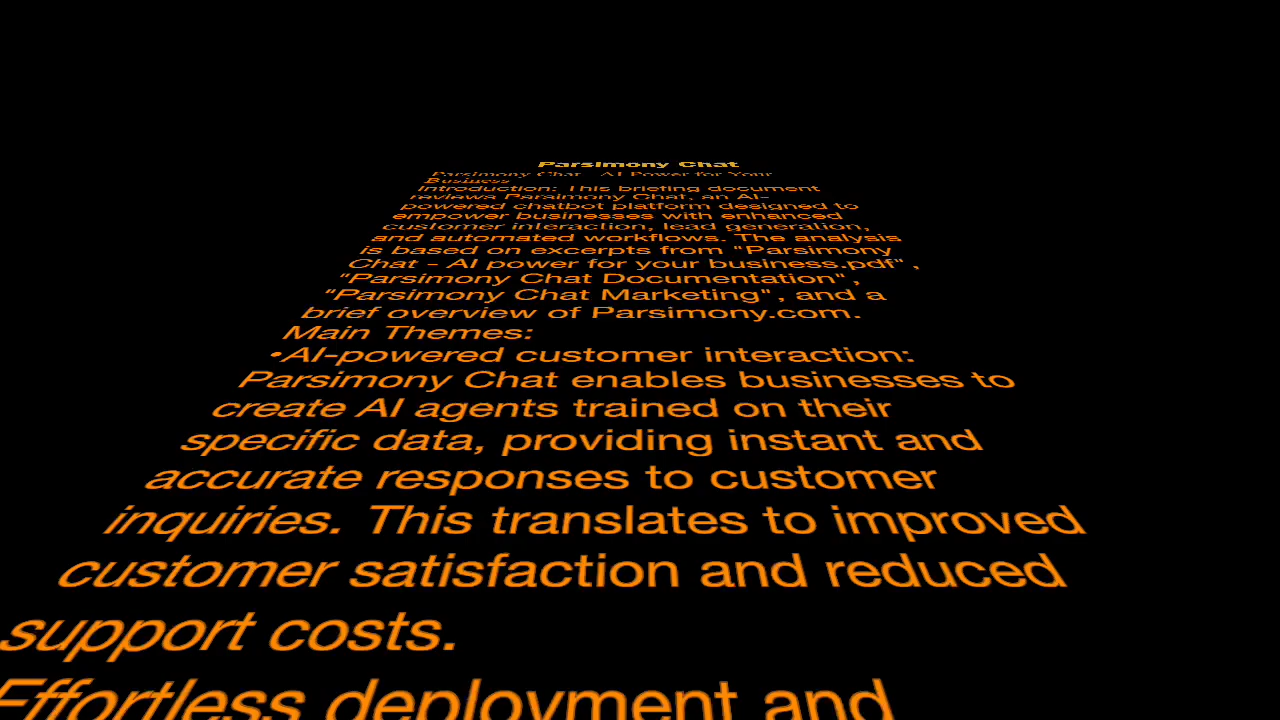 Parsimony Chat
Parsimony Chat - AI Power for Your
Business
Introduction: This briefing document
reviews Parsimony Chat, an AI-
powered chatbot platform designed to
empower businesses with enhanced
customer interaction, lead generation,
and automated workflows. The analysis
is based on excerpts from "Parsimony
Chat - AI power for your business.pdf",
"Parsimony Chat Documentation",
"Parsimony Chat Marketing", and a
brief overview of Parsimony.com.
Main Themes:
•AI-powered customer interaction:
Parsimony Chat enables businesses to
create AI agents trained on their
specific data, providing instant and
accurate responses to customer
inquiries. This translates to improved
customer satisfaction and reduced
support costs.
Effortless deployment and